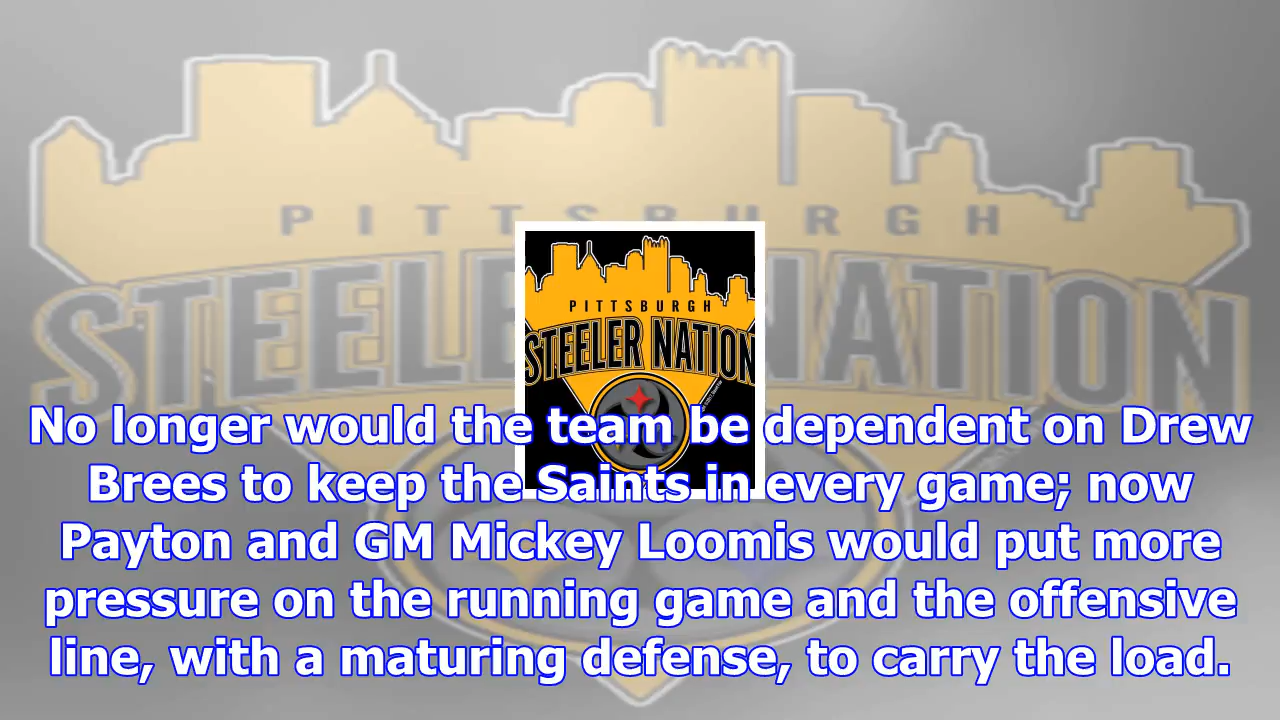 PITTSBURGH
STEELER NATION
PITTSBURGH
STEELER NATION
No longer would the team be dependent on Drew
Brees to keep the Saints in every game; now
Payton and GM Mickey Loomis would put more
pressure on the running game and the offensive
line, with a maturing defense, to carry the load.